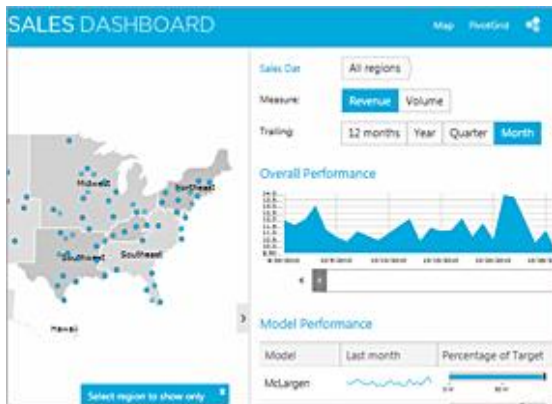 SALES DASHBOARD
Map PivotGrid
Sales Dat All regions
Measure: Revenue Volume
Trailing: 12 months Year Quarter Month
Midwest
Northeast
Southwest
Southeast
Hawaii
Overall Performance
Model Performance
Model Last month Percentage of Target
McLargen
Select region to show only